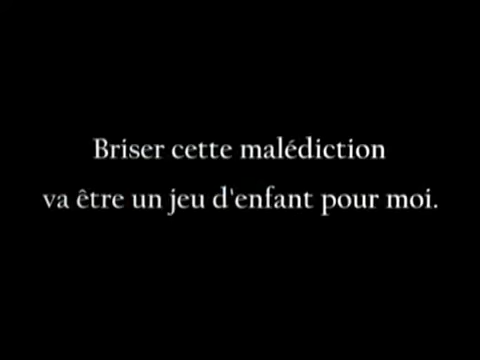 Briser cette malédiction
va être un jeu d'enfant pour moi.